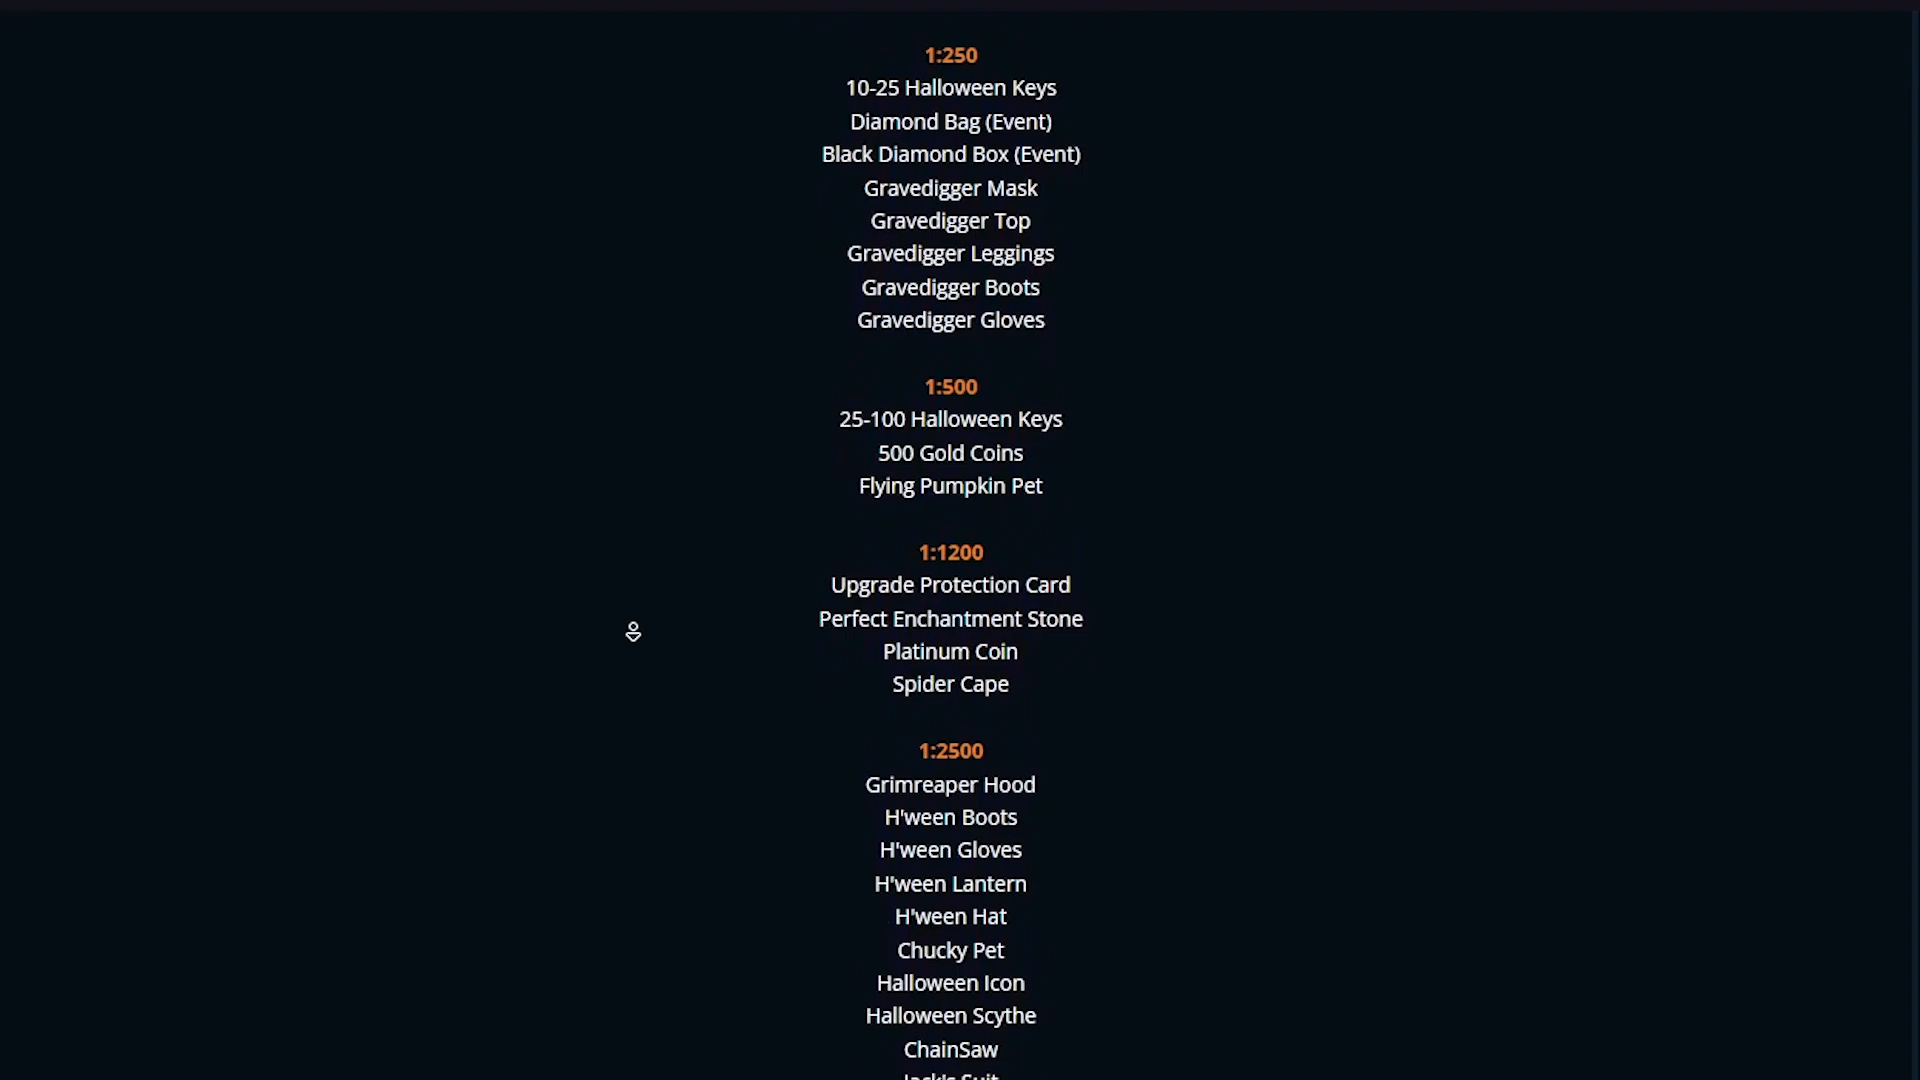 1:250
10-25 Halloween Keys
Diamond Bag (Event)
Black Diamond Box (Event)
Gravedigger Mask
Gravedigger Top
Gravedigger Leggings
Gravedigger Boots
Gravedigger Gloves
1:500
25-100 Halloween Keys
500 Gold Coins
Flying Pumpkin Pet
1:1200
Upgrade Protection Card
Perfect Enchantment Stone
Platinum Coin
Spider Cape
1:2500
Grimreaper Hood
H'ween Boots
H'ween Gloves
H'ween Lantern
H'ween Hat
Chucky Pet
Halloween Icon
Halloween Scythe
ChainSaw